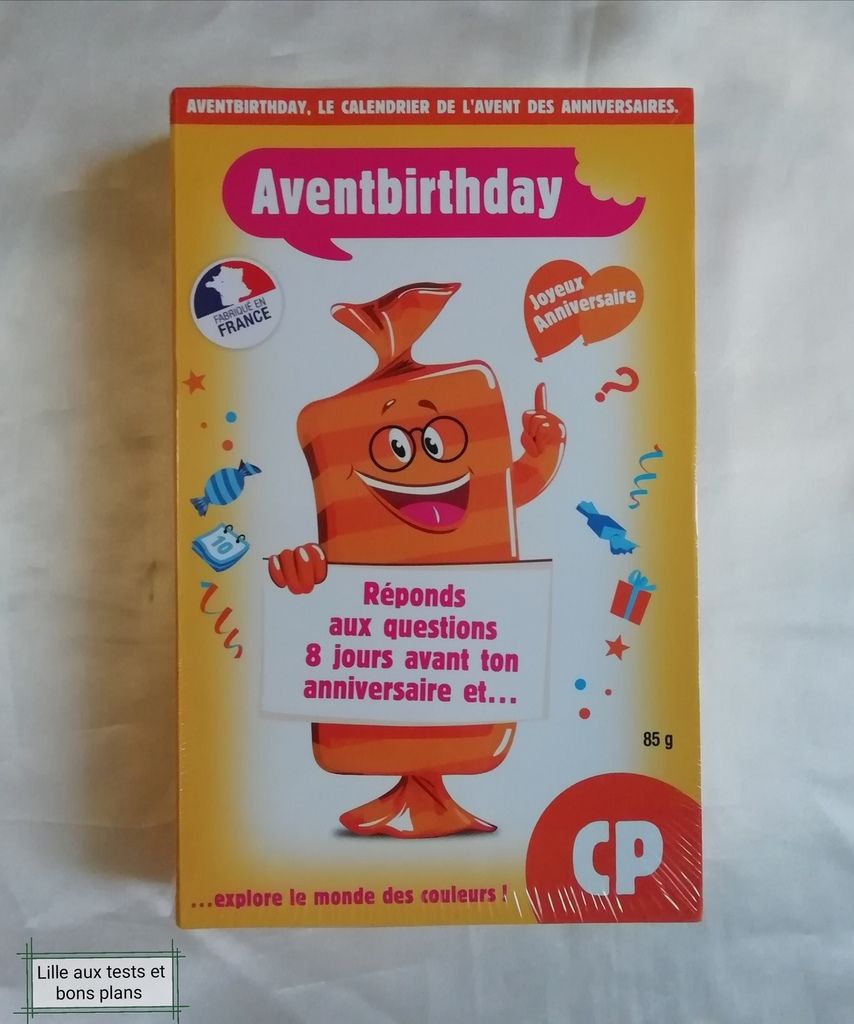 AVENTBIRTHDAY, LE CALENDRIER DE L'AVENT DES ANNIVERSAIRES.
Aventbirthday
FABRIQUÉ EN
FRANCE
Joyeux
Anniversaire
?
10
Réponds
aux questions
8 jours avant ton
anniversaire et...
85 g
CP
...explore le monde des couleurs !
Lille aux tests et
bons plans